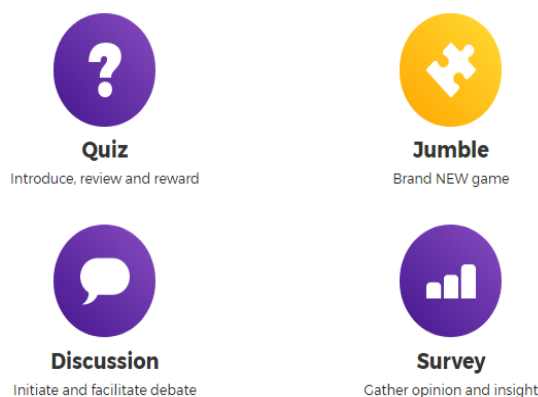 Quiz
Introduce, review and reward
Jumble
Brand NEW game
Discussion
Initiate and facilitate debate
Survey
Gather opinion and insight